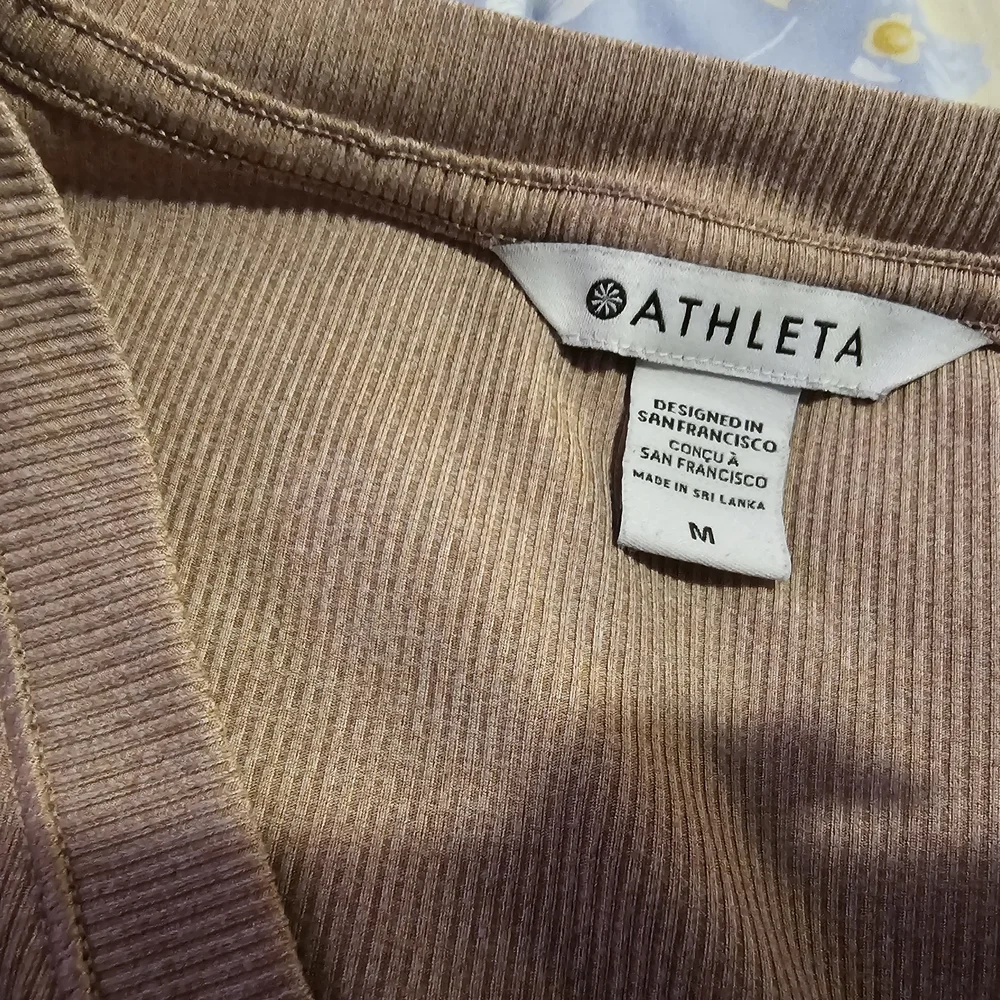 ATHLETA
DESIGNED IN
SAN FRANCISCO
CONÇU À
SAN FRANCISCO
MADE IN SRI LANKA
M